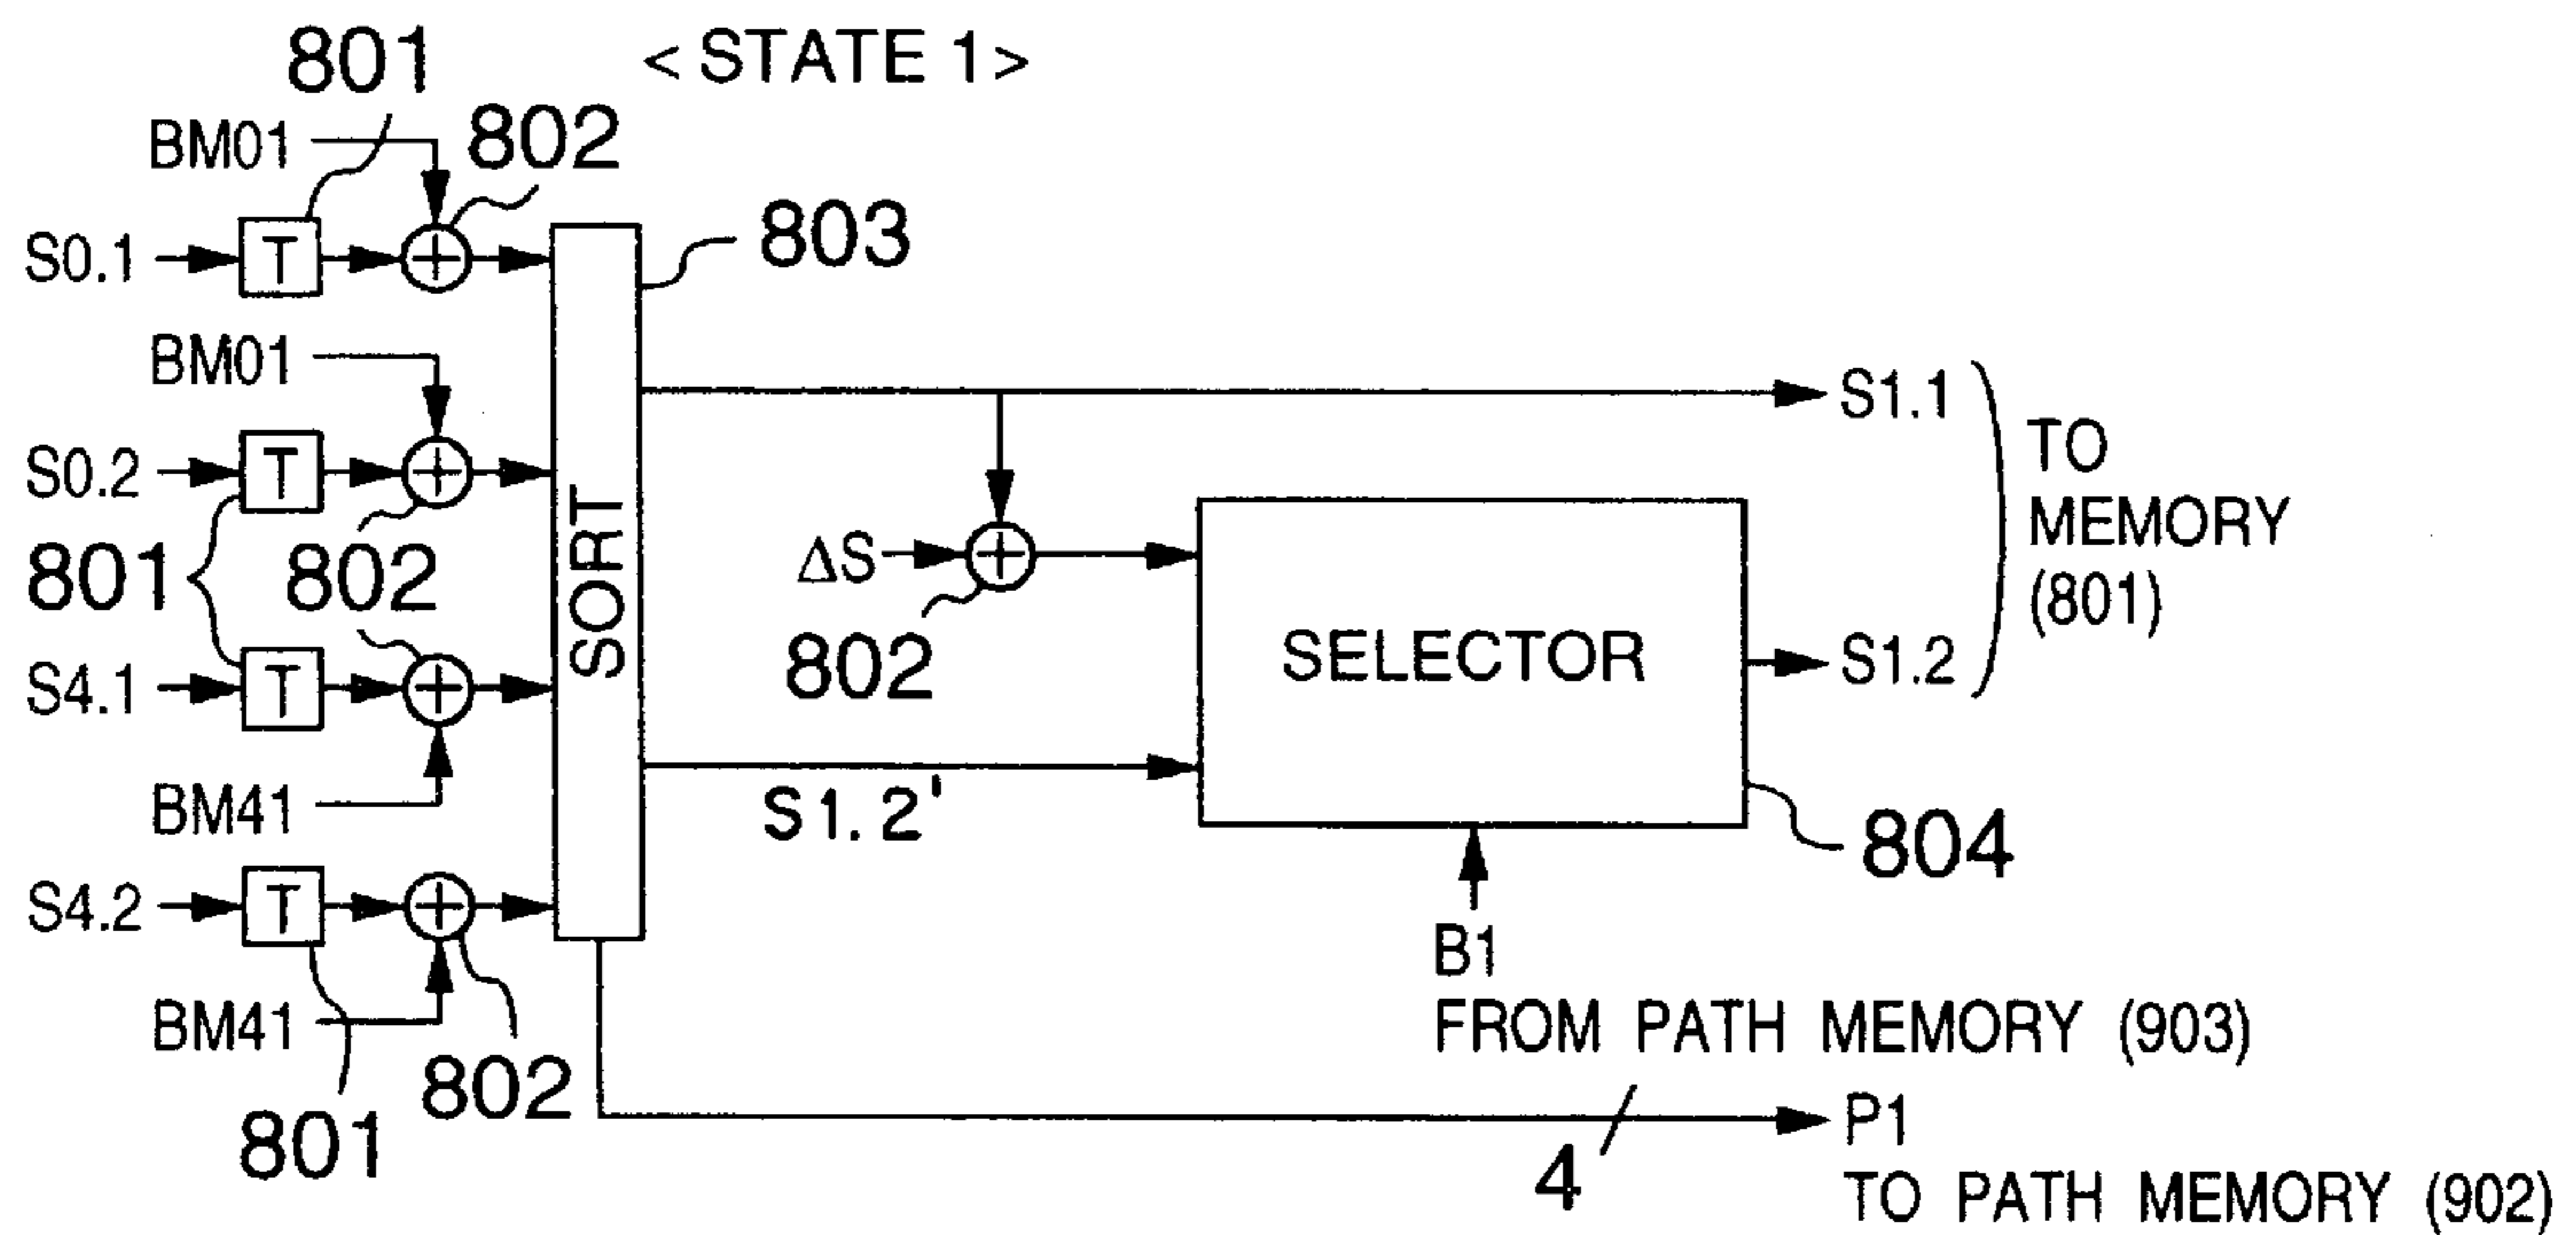 801
< STATE 1 >
BM01
802
S0.1
T
803
BM01
S0.2
T
801
802
SORT
S1.1
TO
MEMORY
(801)
ΔS
802
SELECTOR
S1.2
S4.1
T
BM41
S1.2'
804
S4.2
T
B1
FROM PATH MEMORY (903)
BM41
802
801
4
P1
TO PATH MEMORY (902)